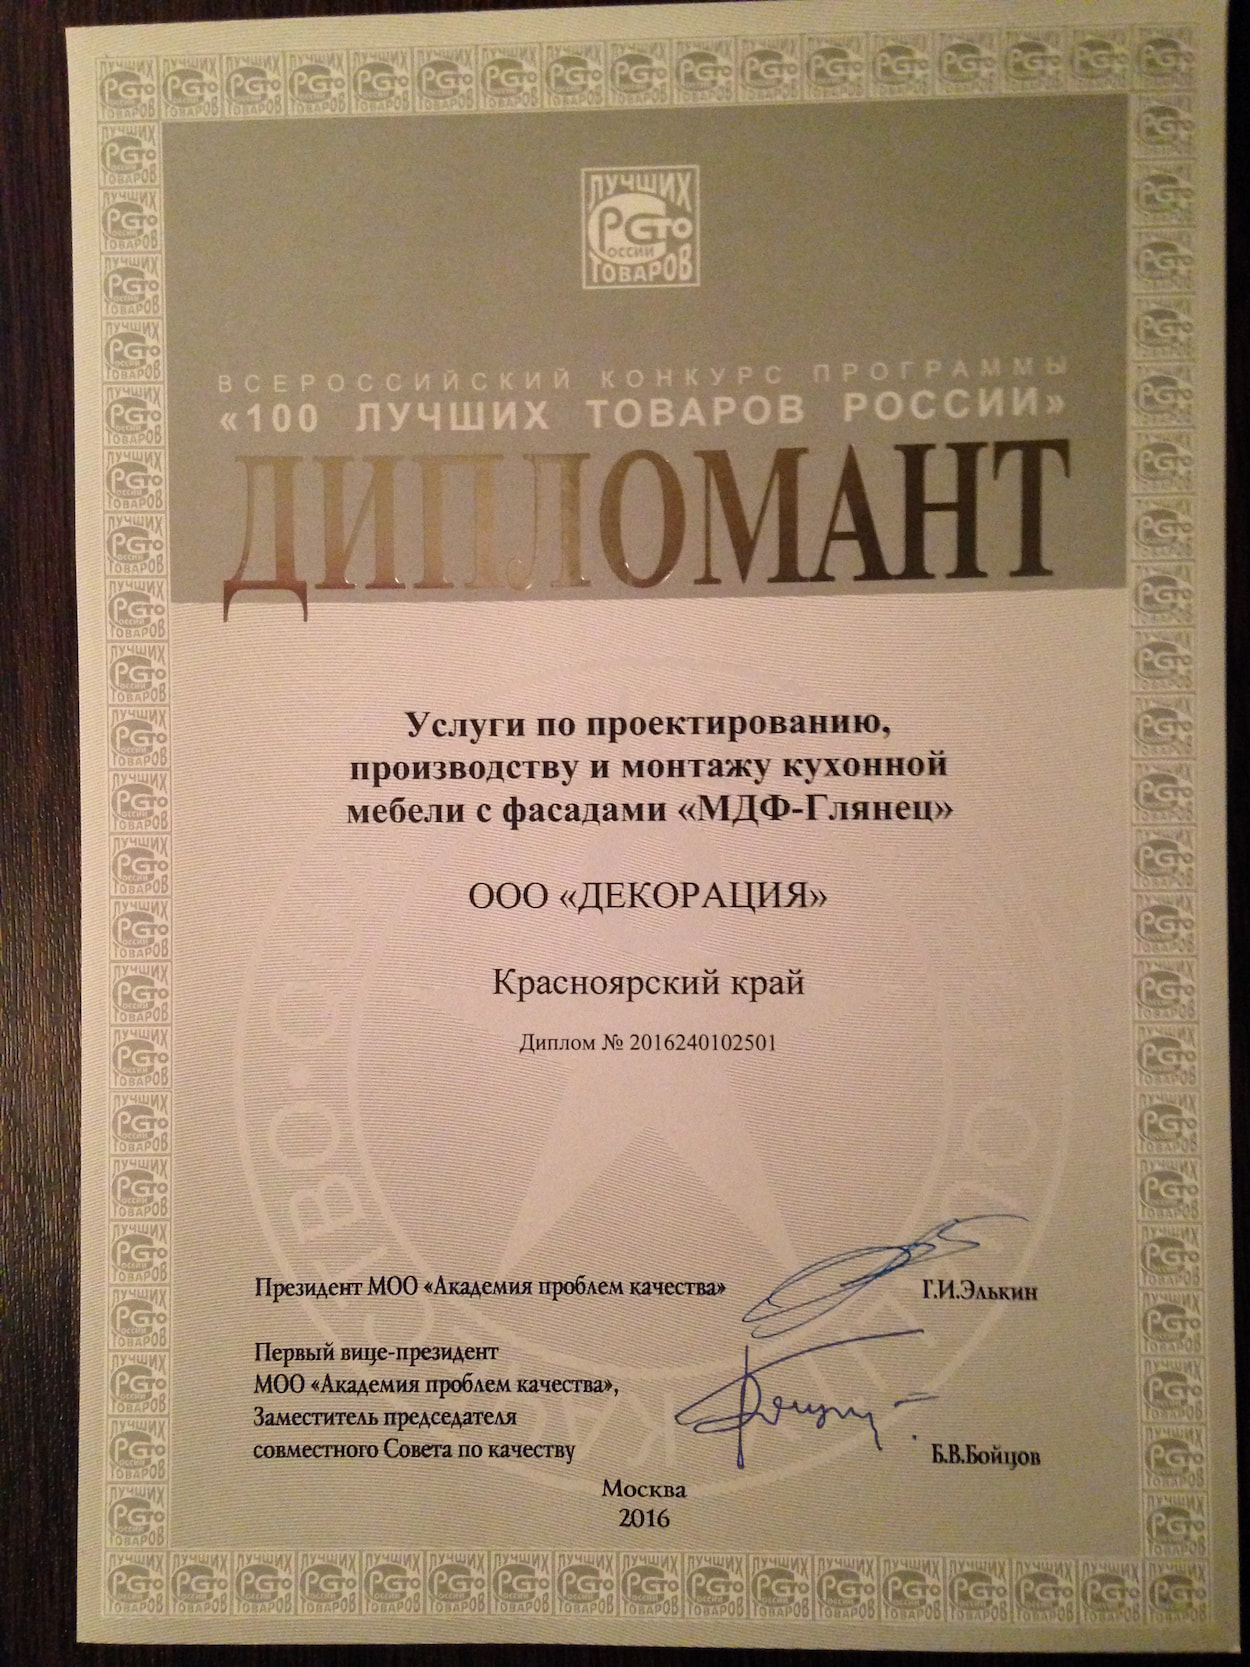 ЛУЧШИХ
СТО
РОССИИ
ТОВАРОВ
ВСЕРОССИЙСКИЙ КОНКУРС ПРОГРАММЫ
«100 ЛУЧШИХ ТОВАРОВ РОССИИ»
ДИПЛОМАНТ
Услуги по проектированию,
производству и монтажу кухонной
мебели с фасадами «МДФ-Глянец»
ООО «ДЕКОРАЦИЯ»
Красноярский край
Диплом № 2016240102501
Президент МОО «Академия проблем качества» Г.И.Элькин
Первый вице-президент
МОО «Академия проблем качества»,
Заместитель председателя
совместного Совета по качеству Б.В.Бойцов
Москва
2016